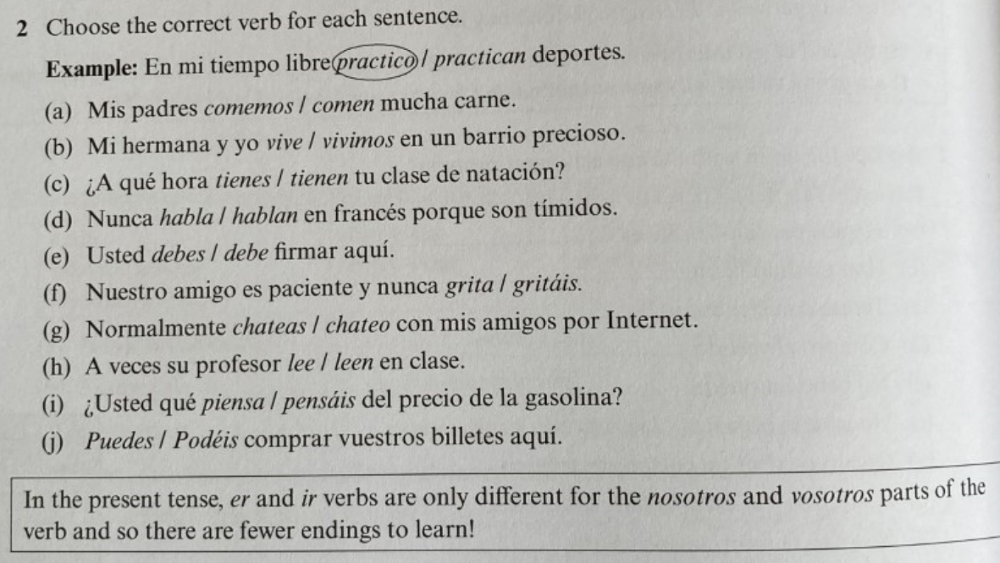 2 Choose the correct verb for each sentence.
Example: En mi tiempo libre practico / practican deportes.
(a) Mis padres comemos / comen mucha carne.
(b) Mi hermana y yo vive / vivimos en un barrio precioso.
(c) ¿A qué hora tienes / tienen tu clase de natación?
(d) Nunca habla / hablan en francés porque son tímidos.
(e) Usted debes / debe firmar aquí.
(f) Nuestro amigo es paciente y nunca grita / gritáis.
(g) Normalmente chateas / chateo con mis amigos por Internet.
(h) A veces su profesor lee / leen en clase.
(i) ¿Usted qué piensa / pensáis del precio de la gasolina?
(j) Puedes / Podéis comprar vuestros billetes aquí.
In the present tense, er and ir verbs are only different for the nosotros and vosotros parts of the
verb and so there are fewer endings to learn!